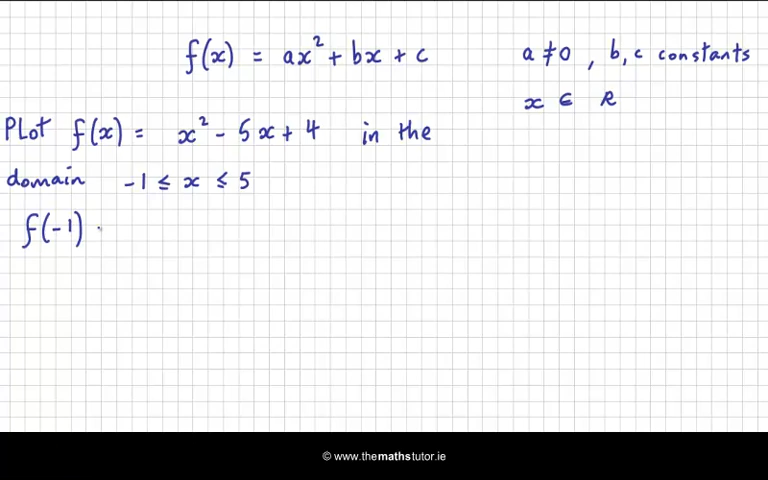 f(x) = ax² + bx + c a ≠ 0 , b, c constants
x ∈ R
PLot f(x) = x² - 5x + 4 in the
domain -1 ≤ x ≤ 5
f(-1)
© www.themathstutor.ie